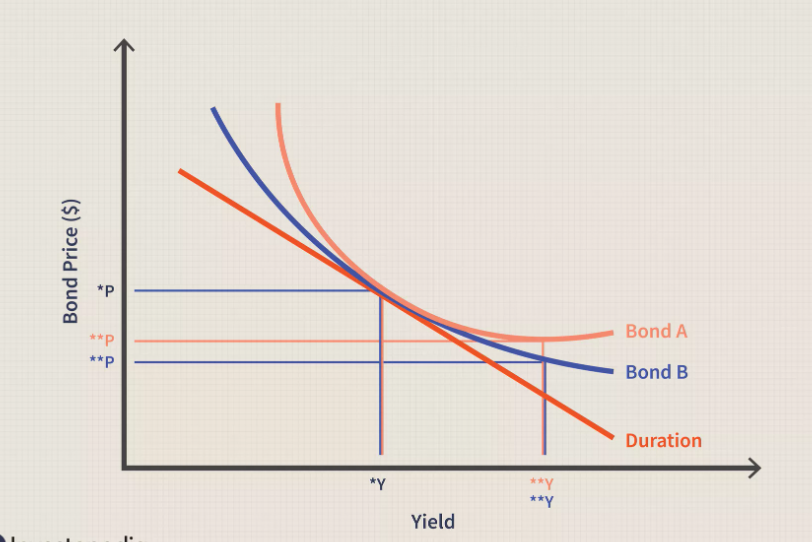 Bond Price ($)
*P
**P
**P
Bond A
Bond B
Duration
*Y
**Y
**Y
Yield